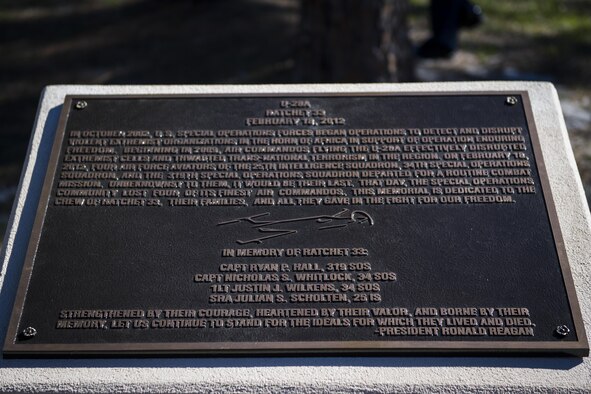 U-28A
RATCHET 33
FEBRUARY 18, 2012
IN OCTOBER 2002, U.S. SPECIAL OPERATIONS FORCES BEGAN OPERATIONS TO DETECT AND DISRUPT
VIOLENT EXTREMIST ORGANIZATIONS IN THE HORN OF AFRICA IN SUPPORT OF OPERATION ENDURING
FREEDOM. BEGINNING IN 2009, AIR COMMANDOS FLYING THE U-28A EFFECTIVELY DISRUPTED
EXTREMIST CELLS AND THWARTED TRANS-NATIONAL TERRORISM IN THE REGION. ON FEBRUARY 18,
2012, FOUR AIR FORCE AVIATORS OF THE 25TH INTELLIGENCE SQUADRON, 34TH SPECIAL OPERATIONS
SQUADRON, AND THE 319TH SPECIAL OPERATIONS SQUADRON DEPARTED FOR A ROUTINE COMBAT
MISSION. UNBEKNOWNST TO THEM, IT WOULD BE THEIR LAST. THAT DAY, THE SPECIAL OPERATIONS
COMMUNITY LOST FOUR OF ITS FINEST AIR COMMANDOS. THIS MEMORIAL IS DEDICATED TO THE
CREW OF RATCHET 33, THEIR FAMILIES, AND ALL THEY GAVE IN THE FIGHT FOR OUR FREEDOM.
IN MEMORY OF RATCHET 33:
CAPT RYAN P. HALL, 319 SOS
CAPT NICHOLAS S. WHITLOCK, 34 SOS
1LT JUSTIN J. WILKENS, 34 SOS
SRA JULIAN S. SCHOLTEN, 25 IS
STRENGTHENED BY THEIR COURAGE, HEARTENED BY THEIR VALOR, AND BORNE BY THEIR
MEMORY, LET US CONTINUE TO STAND FOR THE IDEALS FOR WHICH THEY LIVED AND DIED.
-PRESIDENT RONALD REAGAN